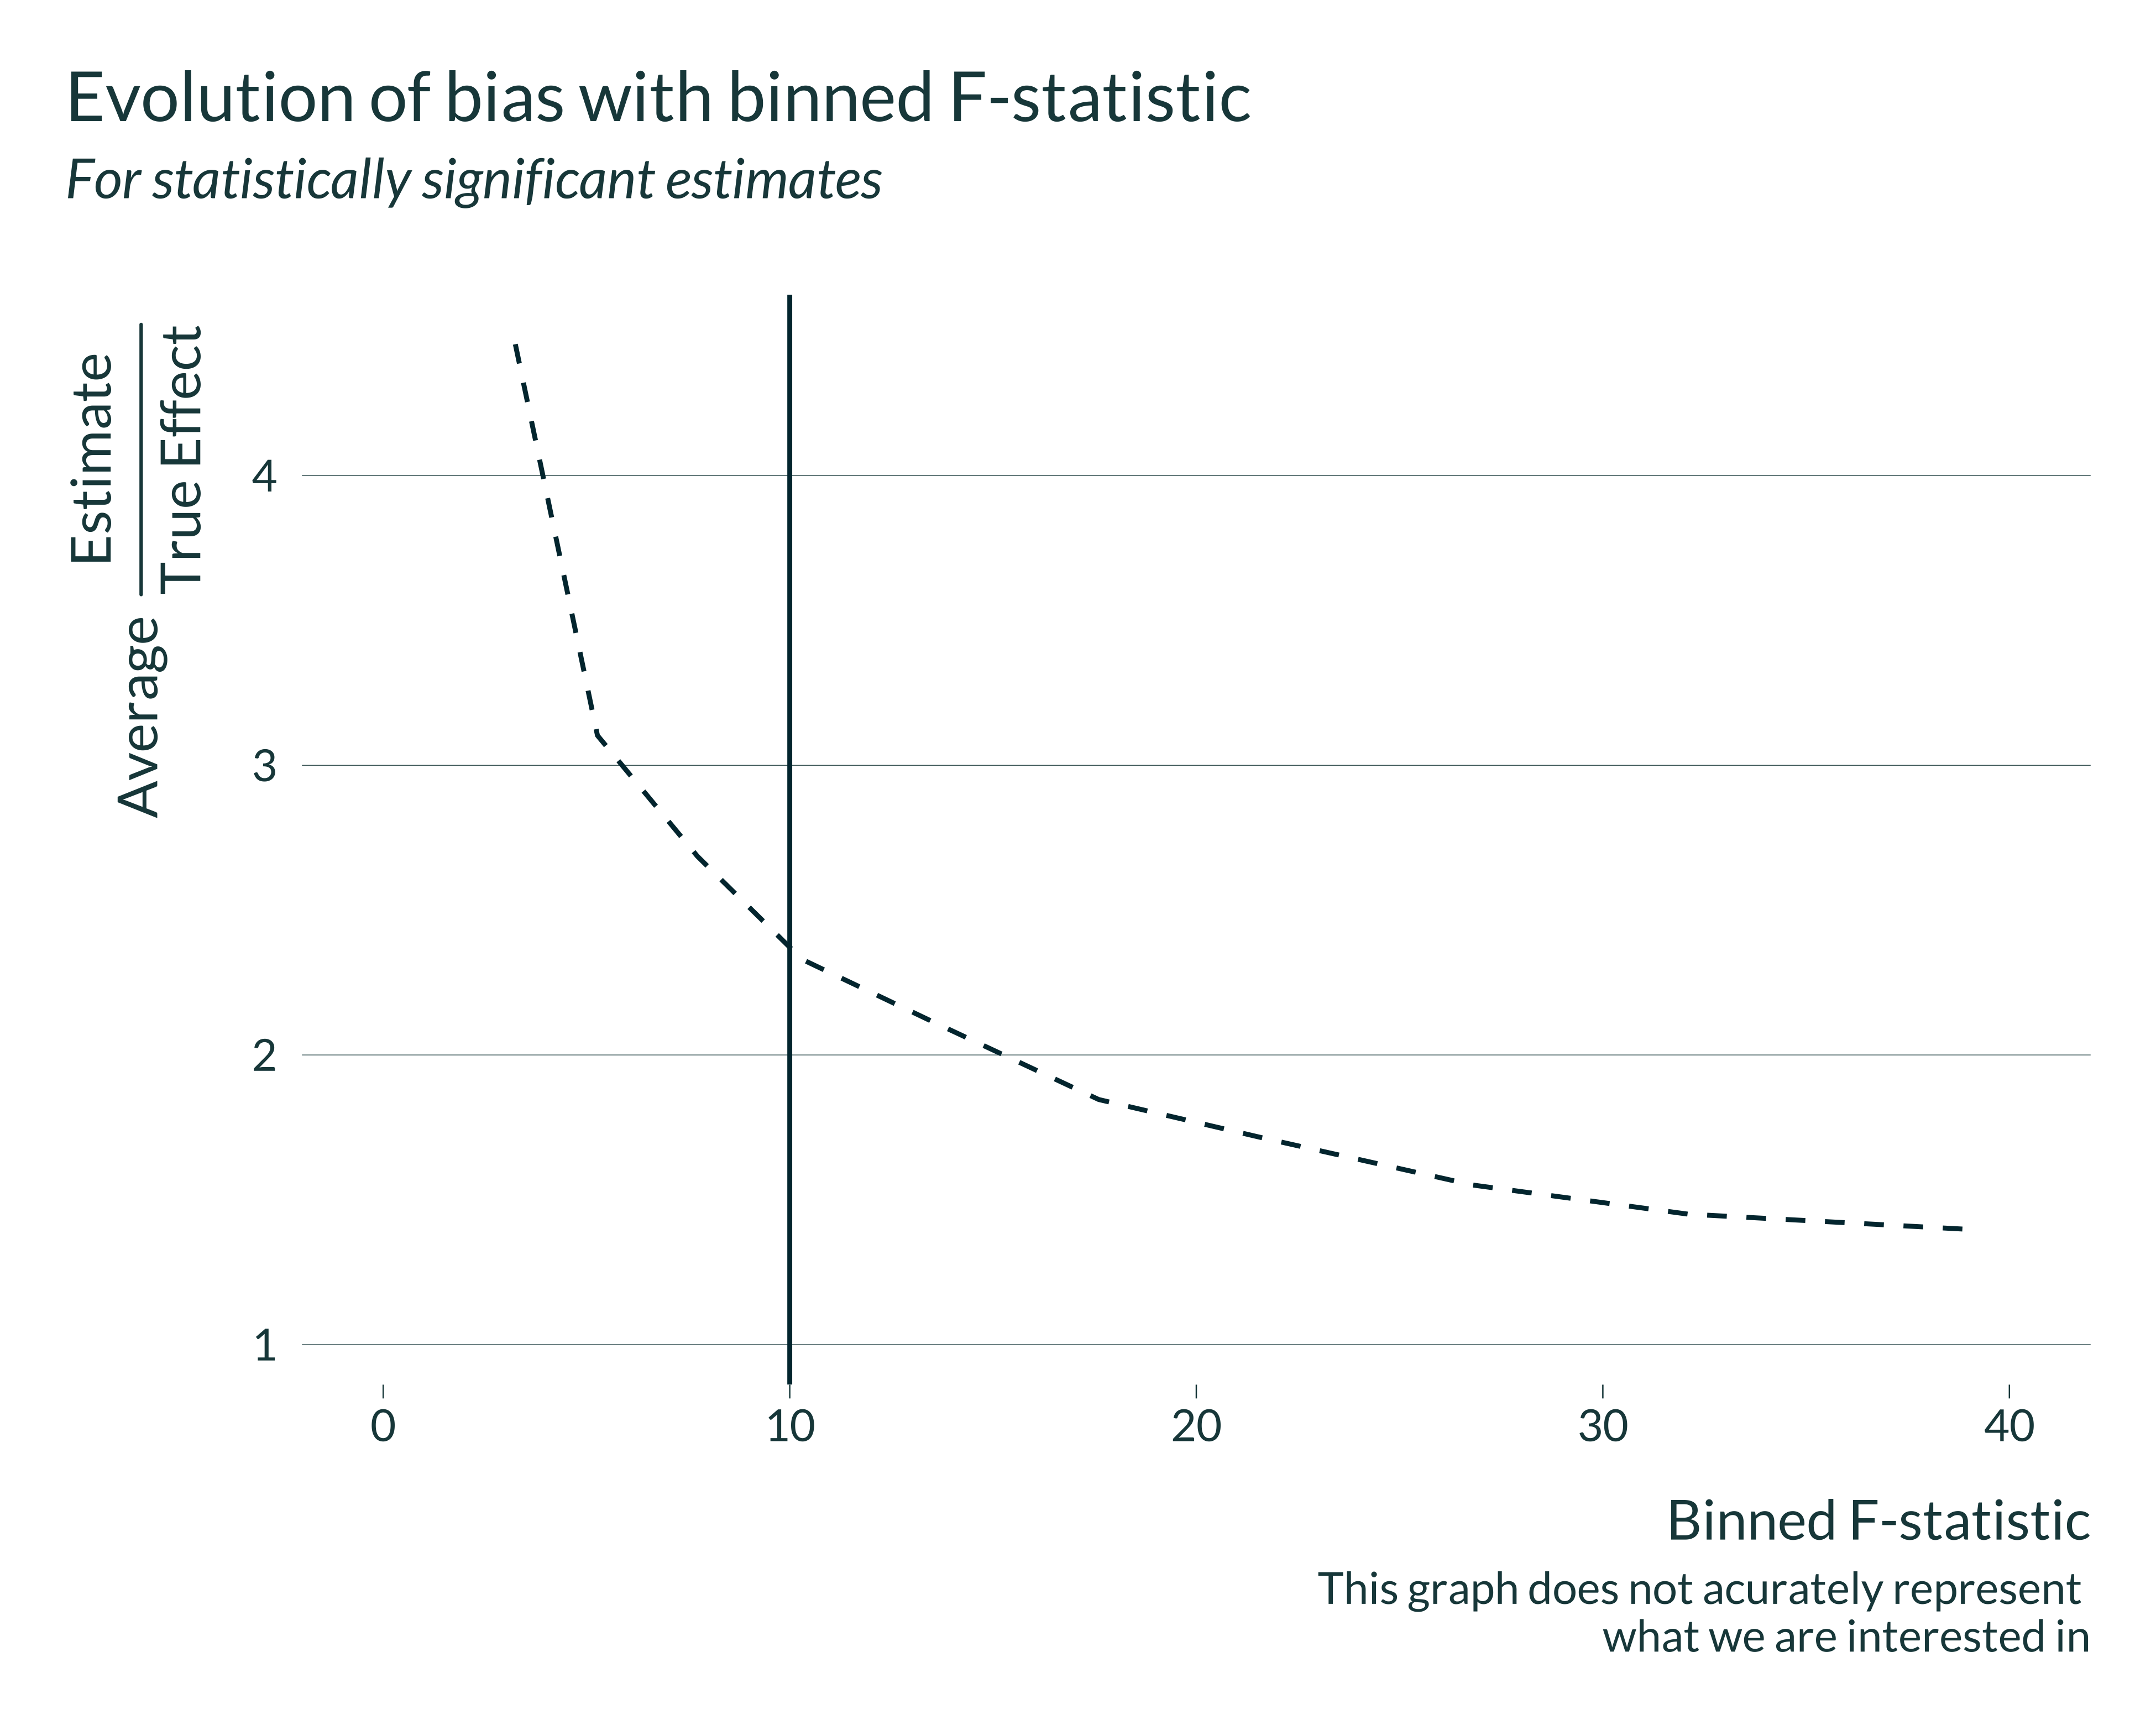 Evolution of bias with binned F-statistic
For statistically significant estimates
Average
Estimate
True Effect
4
3
2
1
0 10 20 30 40
Binned F-statistic
This graph does not acurately represent
what we are interested in